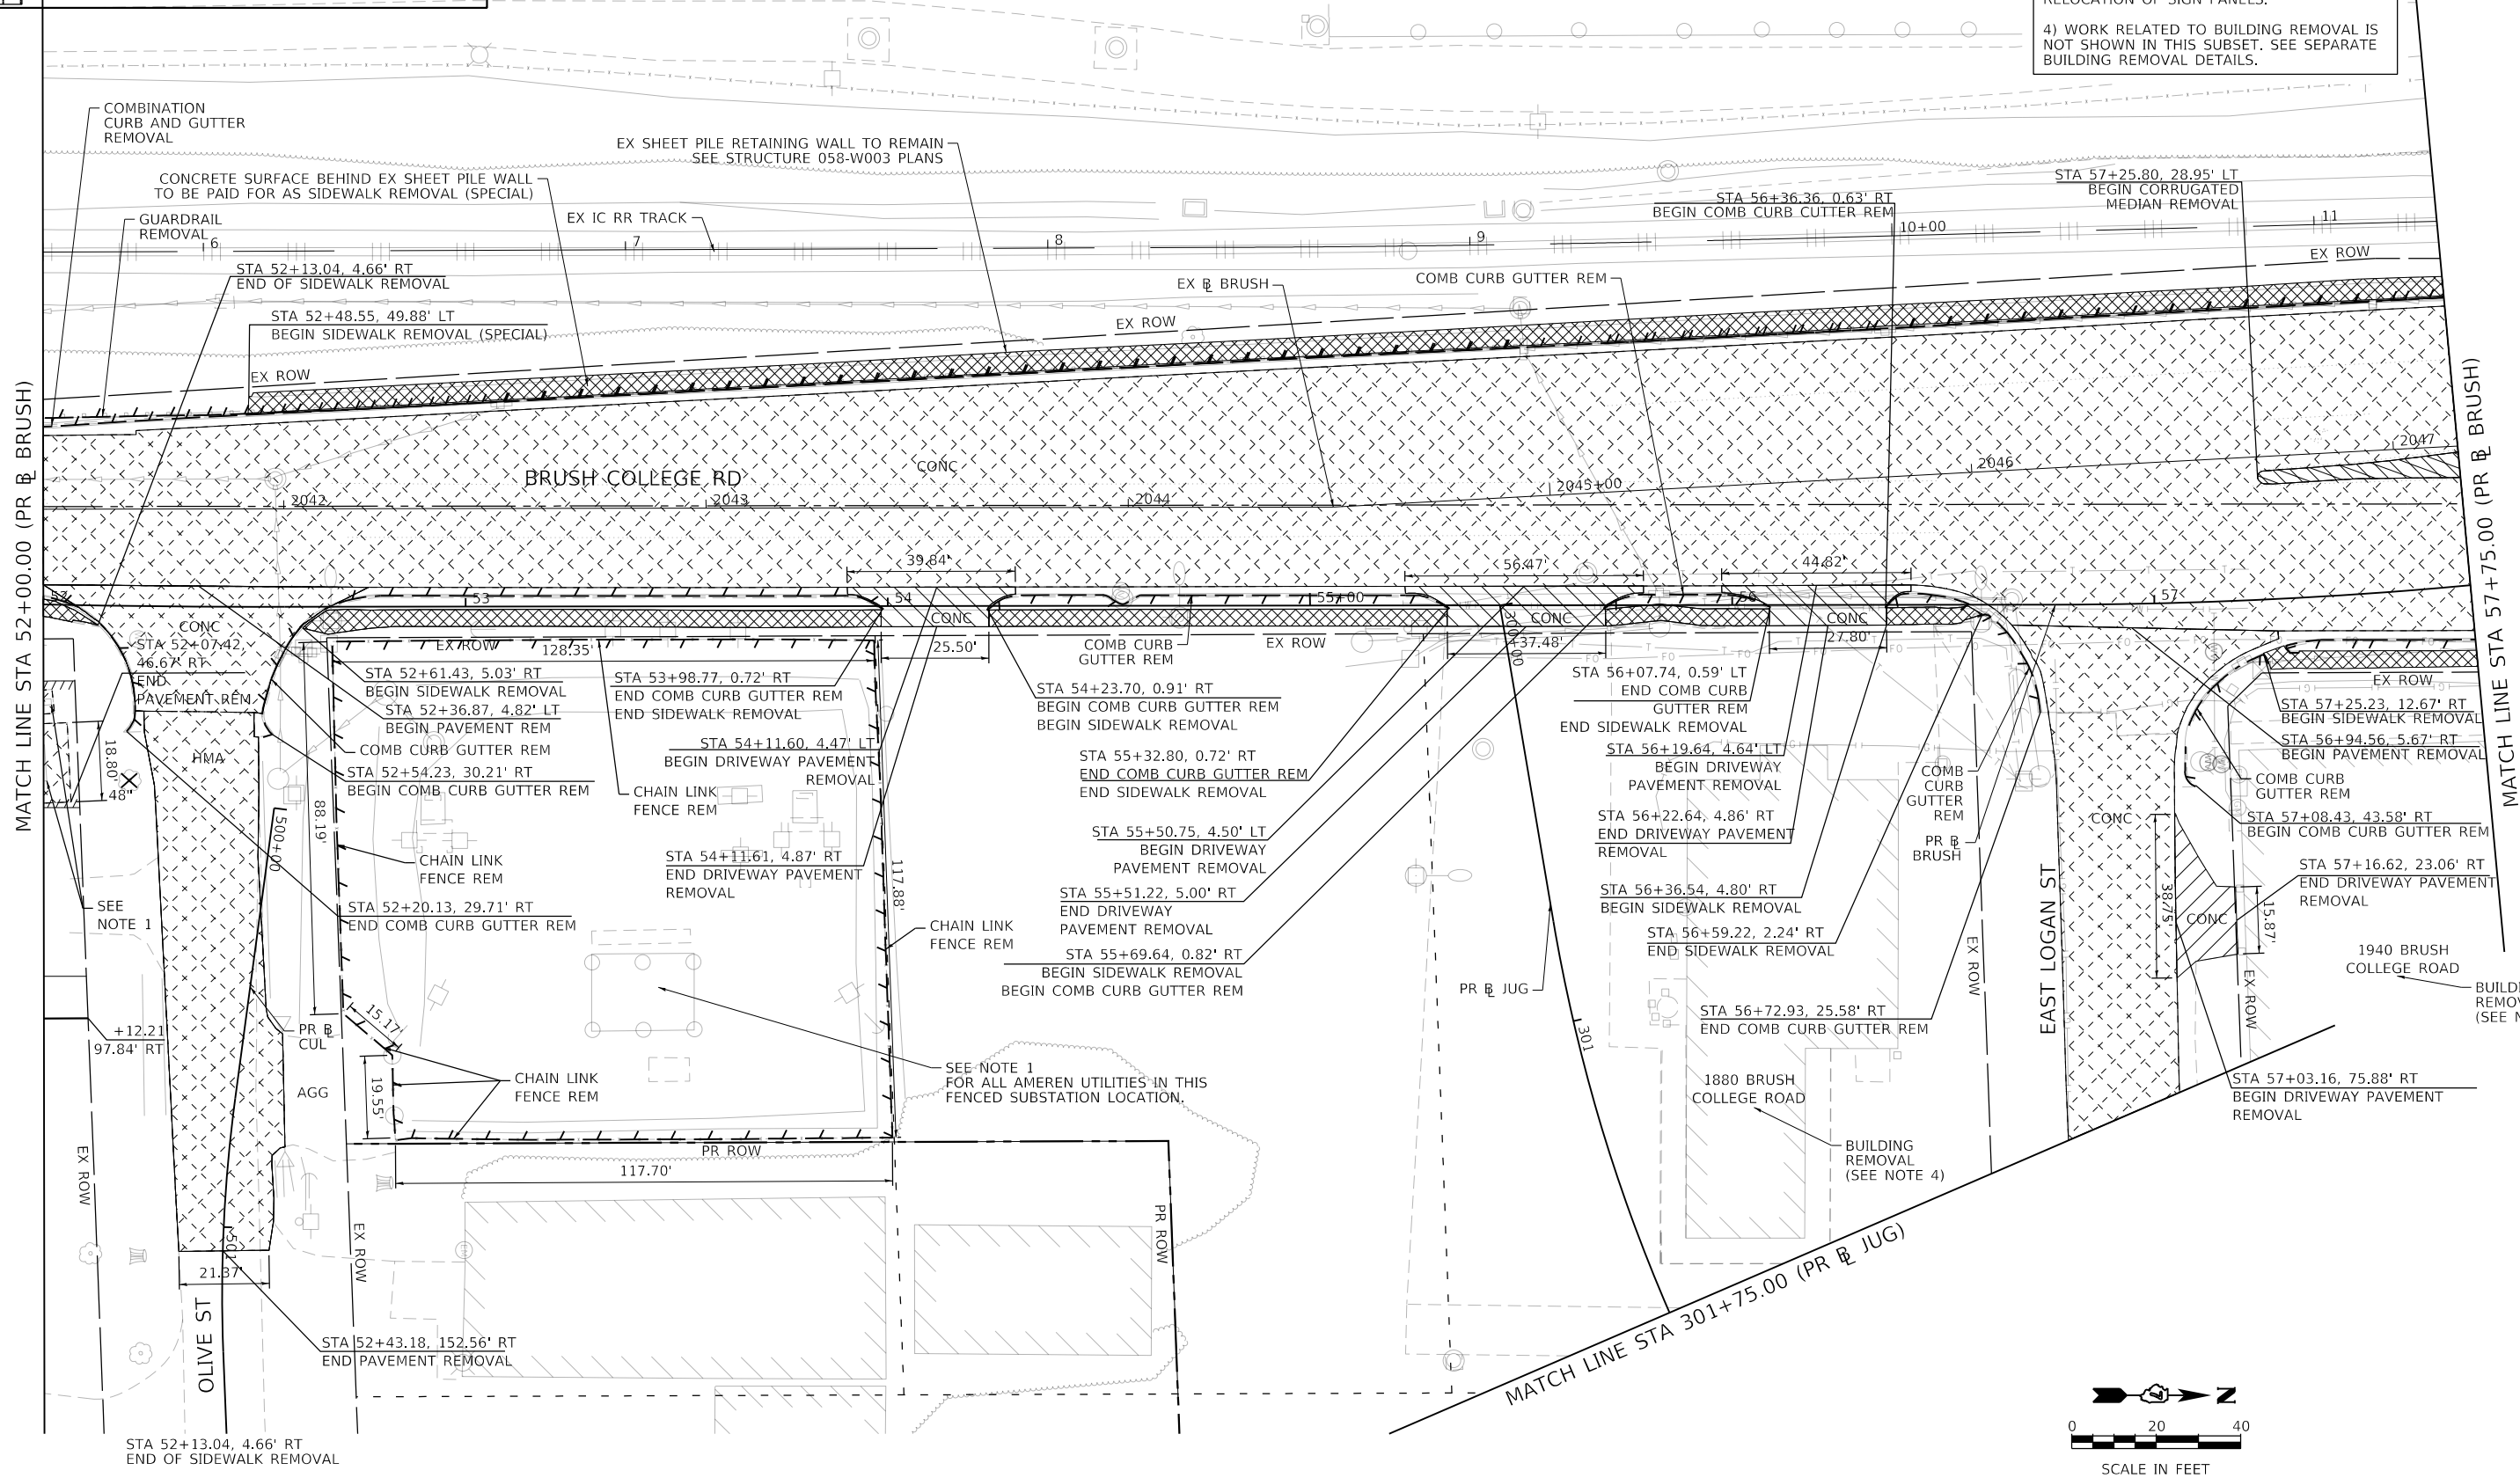 RELOCATION OF SIGN PANELS.
4) WORK RELATED TO BUILDING REMOVAL IS
NOT SHOWN IN THIS SUBSET. SEE SEPARATE
BUILDING REMOVAL DETAILS.
COMBINATION
CURB AND GUTTER
REMOVAL
EX SHEET PILE RETAINING WALL TO REMAIN
SEE STRUCTURE 058-W003 PLANS
CONCRETE SURFACE BEHIND EX SHEET PILE WALL
TO BE PAID FOR AS SIDEWALK REMOVAL (SPECIAL)
GUARDRAIL
REMOVAL
EX IC RR TRACK
STA 56+36.36, 0.63' RT
BEGIN COMB CURB CUTTER REM
STA 57+25.80, 28.95' LT
BEGIN CORRUGATED
MEDIAN REMOVAL
6
7
8
9
10+00
11
EX ROW
STA 52+13.04, 4.66' RT
END OF SIDEWALK REMOVAL
EX BL BRUSH
COMB CURB GUTTER REM
STA 52+48.55, 49.88' LT
BEGIN SIDEWALK REMOVAL (SPECIAL)
EX ROW
EX ROW
MATCH LINE STA 52+00.00 (PR BL BRUSH)
MATCH LINE STA 57+75.00 (PR BL BRUSH)
BRUSH COLLEGE RD
CONC
2042
2043
2044
2045+00
2046
2047
39.84'
56.47'
44.82'
52
53
54
55+00
56
57
CONC
CONC
CONC
CONC
EX ROW
128.35'
25.50'
COMB CURB
GUTTER REM
EX ROW
37.48'
300+00
27.80'
STA 52+07.42,
46.67' RT
END
PAVEMENT REM
STA 52+61.43, 5.03' RT
BEGIN SIDEWALK REMOVAL
STA 52+36.87, 4.82' LT
BEGIN PAVEMENT REM
COMB CURB GUTTER REM
STA 52+54.23, 30.21' RT
BEGIN COMB CURB GUTTER REM
STA 53+98.77, 0.72' RT
END COMB CURB GUTTER REM
END SIDEWALK REMOVAL
STA 54+11.60, 4.47' LT
BEGIN DRIVEWAY PAVEMENT
REMOVAL
CHAIN LINK
FENCE REM
STA 54+23.70, 0.91' RT
BEGIN COMB CURB GUTTER REM
BEGIN SIDEWALK REMOVAL
STA 55+32.80, 0.72' RT
END COMB CURB GUTTER REM
END SIDEWALK REMOVAL
STA 56+07.74, 0.59' LT
END COMB CURB
GUTTER REM
END SIDEWALK REMOVAL
STA 56+19.64, 4.64' LT
BEGIN DRIVEWAY
PAVEMENT REMOVAL
EX ROW
STA 57+25.23, 12.67' RT
BEGIN SIDEWALK REMOVAL
STA 56+94.56, 5.67' RT
BEGIN PAVEMENT REMOVAL
COMB CURB
GUTTER REM
STA 57+08.43, 43.58' RT
BEGIN COMB CURB GUTTER REM
COMB
CURB
GUTTER
REM
PR BL
BRUSH
HMA
18.80'
48"
88.19'
500+00
CHAIN LINK
FENCE REM
STA 54+11.61, 4.87' RT
END DRIVEWAY PAVEMENT
REMOVAL
117.88'
STA 55+50.75, 4.50' LT
BEGIN DRIVEWAY
PAVEMENT REMOVAL
STA 55+51.22, 5.00' RT
END DRIVEWAY
PAVEMENT REMOVAL
STA 56+22.64, 4.86' RT
END DRIVEWAY PAVEMENT
REMOVAL
STA 56+36.54, 4.80' RT
BEGIN SIDEWALK REMOVAL
STA 56+59.22, 2.24' RT
END SIDEWALK REMOVAL
CONC
EAST LOGAN ST
38.75'
CONC
15.87'
STA 57+16.62, 23.06' RT
END DRIVEWAY PAVEMENT
REMOVAL
SEE
NOTE 1
STA 52+20.13, 29.71' RT
END COMB CURB GUTTER REM
CHAIN LINK
FENCE REM
STA 55+69.64, 0.82' RT
BEGIN SIDEWALK REMOVAL
BEGIN COMB CURB GUTTER REM
EX ROW
EX ROW
1940 BRUSH
COLLEGE ROAD
PR BL JUG
301
STA 56+72.93, 25.58' RT
END COMB CURB GUTTER REM
+12.21
97.84' RT
PR BL
CUL
15.17'
19.55'
AGG
CHAIN LINK
FENCE REM
SEE NOTE 1
FOR ALL AMEREN UTILITIES IN THIS
FENCED SUBSTATION LOCATION.
1880 BRUSH
COLLEGE ROAD
BUILDING
REMOVAL
(SEE NOTE 4)
STA 57+03.16, 75.88' RT
BEGIN DRIVEWAY PAVEMENT
REMOVAL
EX ROW
PR ROW
117.70'
PR ROW
EX ROW
501
21.37'
OLIVE ST
STA 52+43.18, 152.56' RT
END PAVEMENT REMOVAL
MATCH LINE STA 301+75.00 (PR BL JUG)
STA 52+13.04, 4.66' RT
END OF SIDEWALK REMOVAL
N
0 20 40
SCALE IN FEET